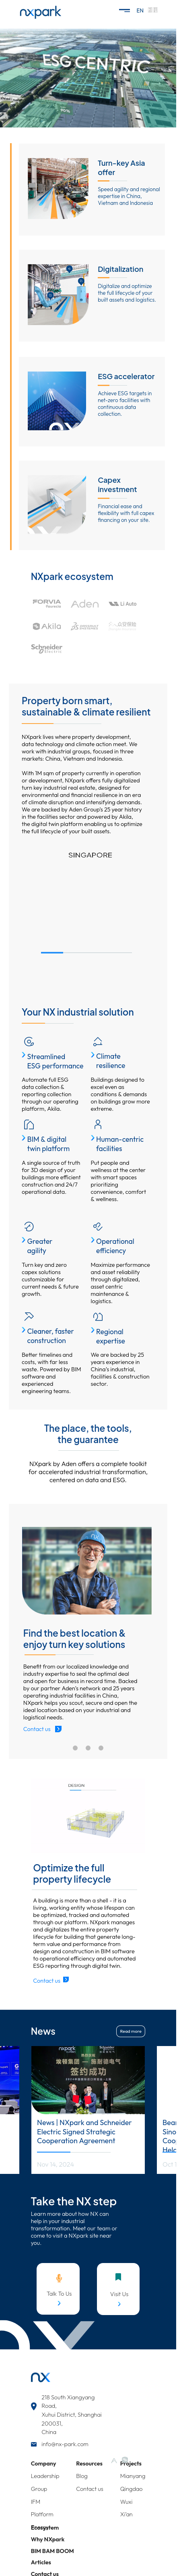 nxpark
EN
ESG CENTRIC
Turn-key Asia
offer
Speed agility and regional
expertise in China,
Vietnam and Indonesia
Digitalization
Digitalize and optimize
the full lifecycle of your
built assets and logistics.
ESG accelerator
Achieve ESG targets in
net-zero facilities with
continuous data
collection.
Capex
investment
Financial ease and
flexibility with full capex
financing on your site.
NXpark ecosystem
FORVIA
Aden
Li Auto
Akila
Schneider
Electric
Property born smart,
sustainable & climate resilient
NXpark lives where property development,
data technology and climate action meet. We
work with industrial groups, focused in three
markets: China, Vietnam and Indonesia.
With 1M sqm of property currently in operation
or development, NXpark offers fully digitalized
turn key industrial real estate, designed for
environmental and financial resilience in an era
of climate disruption and intensifying demands.
We are backed by Aden Group's 25 year history
in the facilities sector and powered by Akila,
the digital twin platform enabling us to optimize
the full lifecycle of your built assets.
SINGAPORE
Your NX industrial solution
Streamlined
ESG performance
Automate full ESG
data collection &
reporting collection
through our operating
platform, Akila.
Climate
resilience
Buildings designed to
excel even as
conditions & demands
on buildings grow more
extreme.
BIM & digital
twin platform
A single source of truth
for 3D design of your
buildings more efficient
construction and 24/7
operational data.
Human-centric
facilities
Put people and
wellness at the center
with smart spaces
prioritizing
convenience, comfort
& wellness.
Greater
agility
Turn key and zero
capex solutions
customizable for
current needs & future
growth.
Operational
efficiency
Maximize performance
and asset reliability
through digitalized,
asset centric
maintenance &
logistics.
Cleaner, faster
construction
Better timelines and
costs, with far less
waste. Powered by BIM
software and
experienced
engineering teams.
Regional
expertise
We are backed by 25
years experience in
China's industrial,
facilities & construction
sector.
The place, the tools,
the guarantee
NXpark by Aden offers a complete toolkit
for accelerated industrial transformation,
centered on data and ESG.
Find the best location &
enjoy turn key solutions
Benefit from our localized knowledge and
industry expertise to seal the optimal deal
and open for business in record time. Backed
by our partner Aden's network and 25 years
operating industrial facilities in China,
NXparks helps you scout, secure and open the
most ideal location based on your industrial and
logistical needs.
Contact us
DESIGN
Optimize the full
property lifecycle
A building is more than a shell - it is a
living, working entity whose lifespan can
be optimized, tracked and automated
through our platform. NXpark manages
and digitalizes the entire property
lifecycle for building that generate long-
term value and performance from
design and construction in BIM software
to operational efficient and automated
ESG reporting through digital twin.
Contact us
News
Read more
News | NXpark and Schneider
Electric Signed Strategic
Cooperation Agreement
Nov 14, 2024
Take the NX step
Learn more about how NX can
help in your industrial
transformation. Meet our team or
come to visit a NXpark site near
you.
Talk To Us
Visit Us
nx
218 South Xiangyang
Road,
Xuhui District, Shanghai
200031,
China
info@nx-park.com
Company
Resources
Projects
Leadership
Blog
Mianyang
Group
Contact us
Qingdao
IFM
Wuxi
Platform
Xi'an
Why NXpark
BIM BAM BOOM
Articles
Contact us